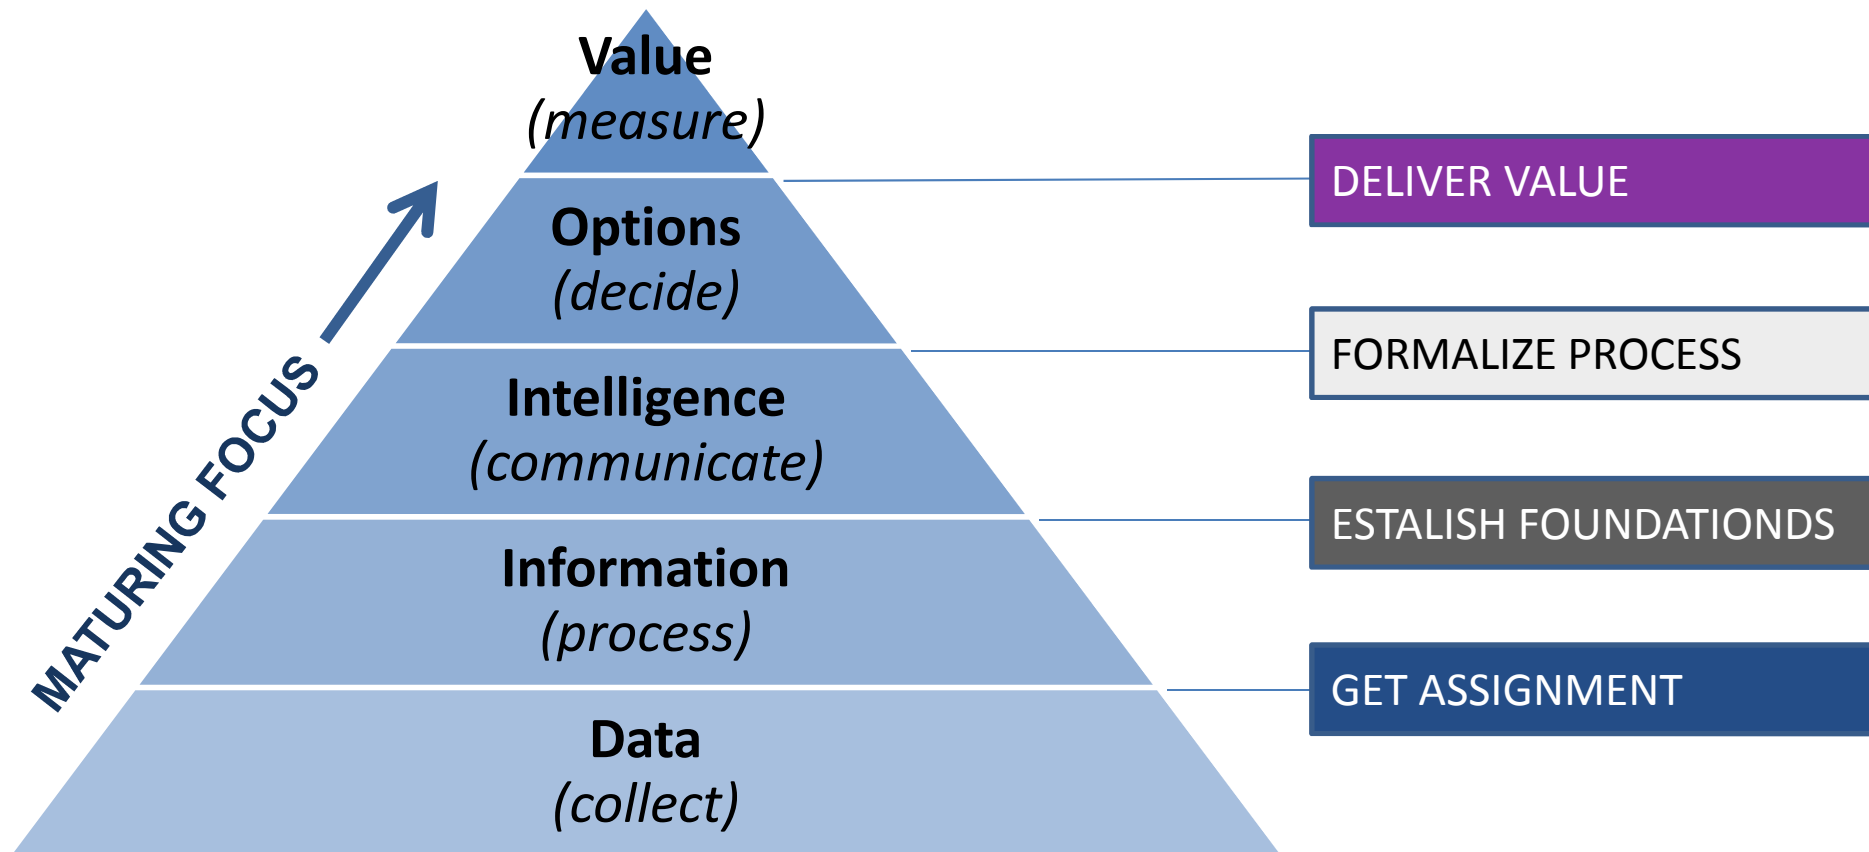 Value
(measure)
DELIVER VALUE
Options
(decide)
FORMALIZE PROCESS
Intelligence
(communicate)
ESTALISH FOUNDATIONDS
Information
(process)
GET ASSIGNMENT
Data
(collect)
MATURING FOCUS